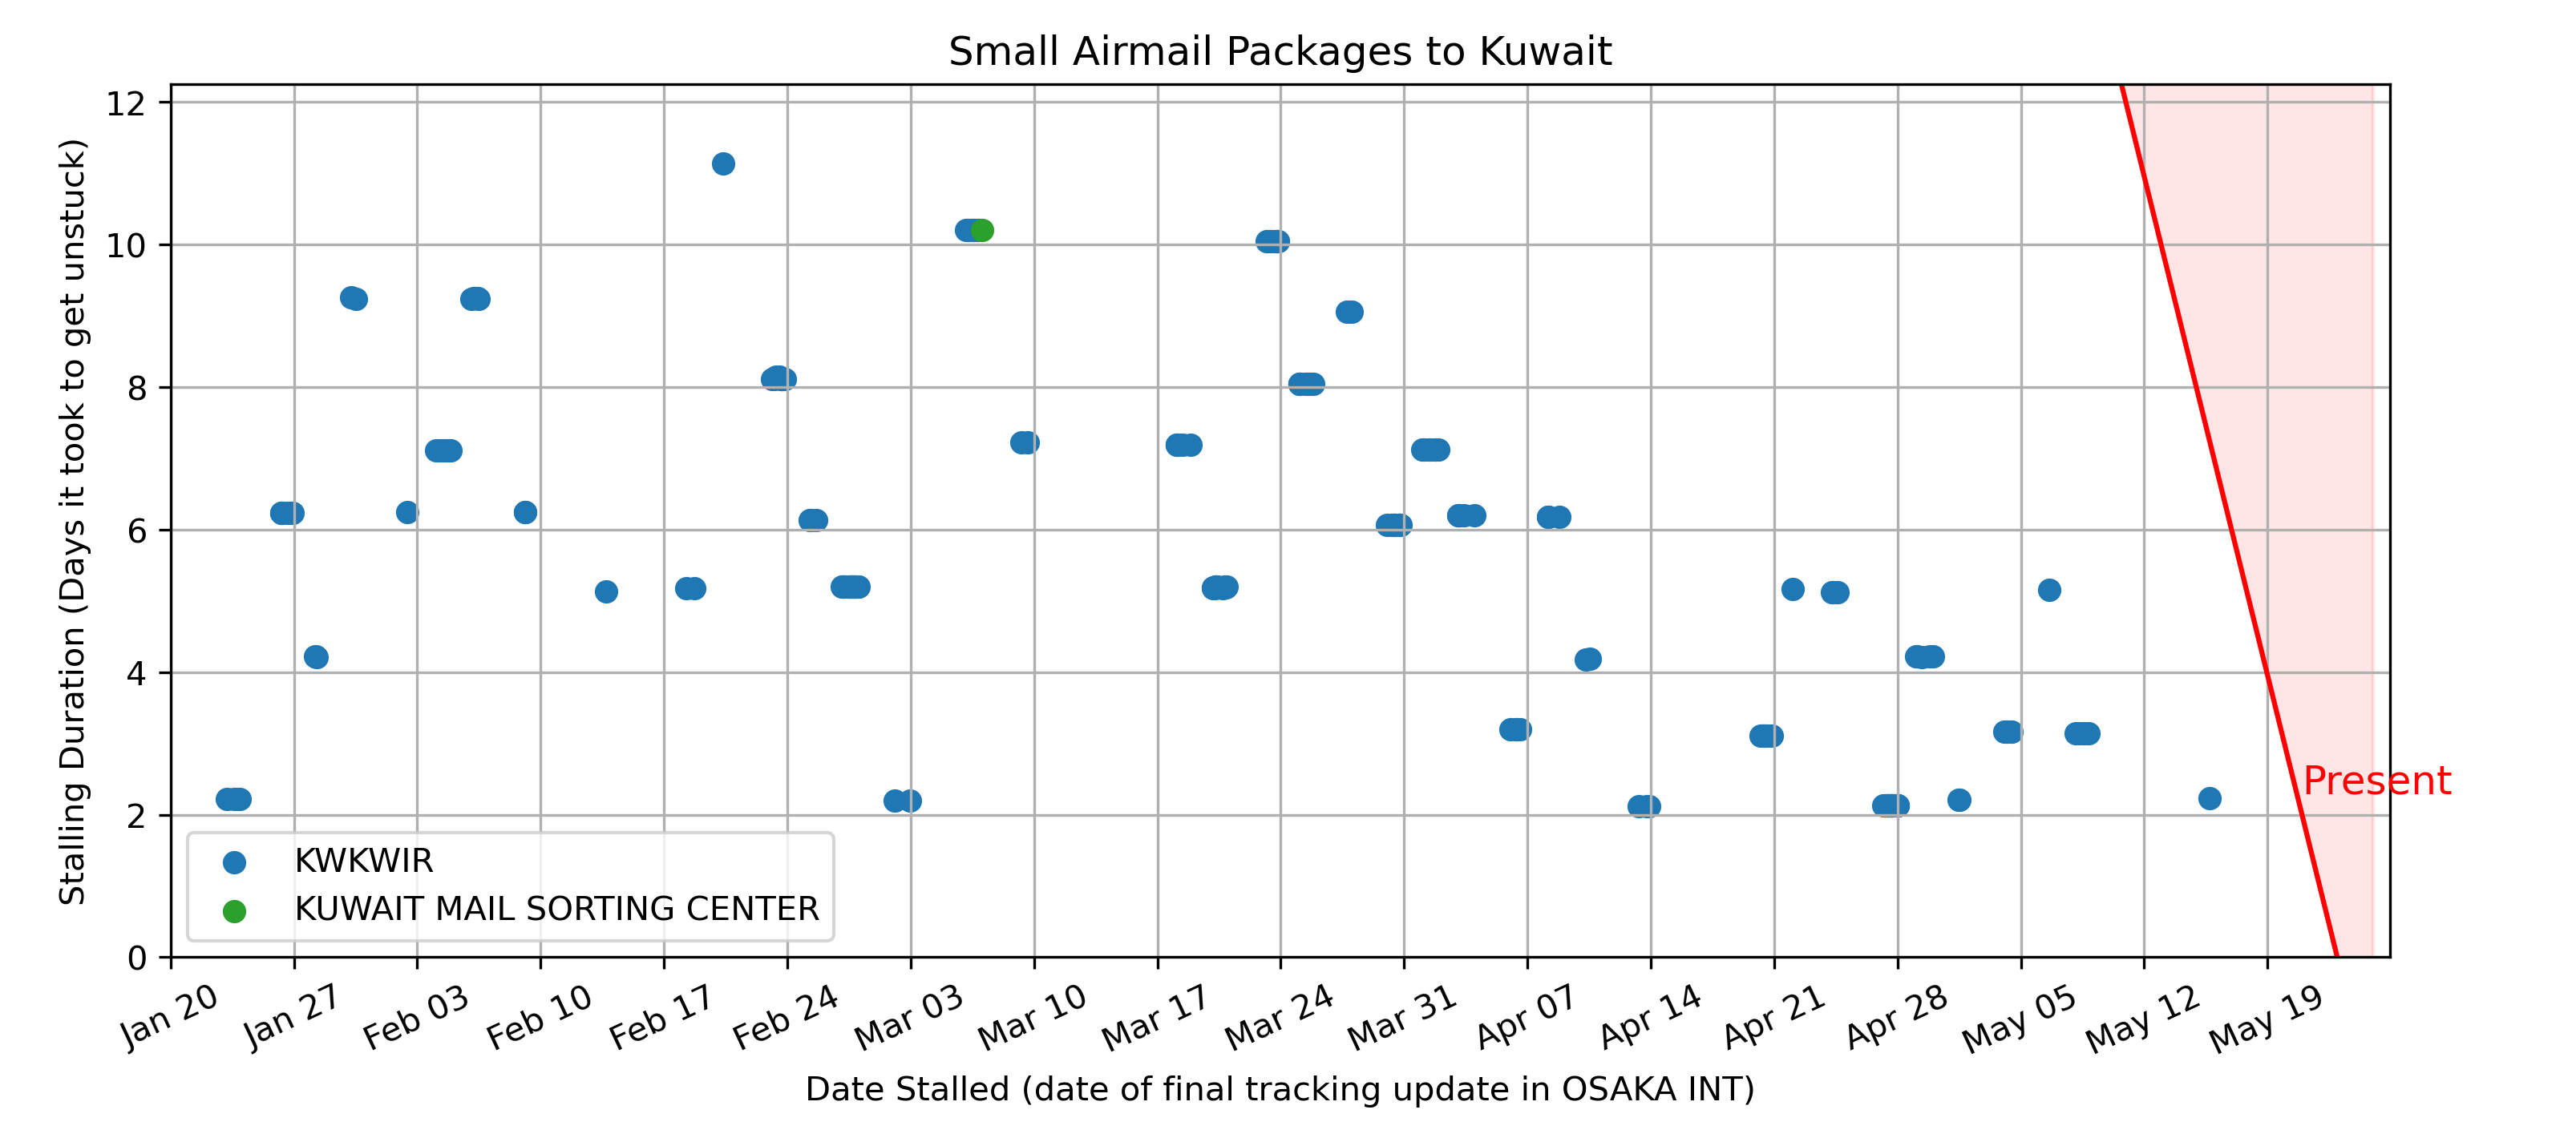 Small Airmail Packages to Kuwait
Stalling Duration (Days it took to get unstuck)
12
10
8
6
4
2
0
Present
KWKWIR
KUWAIT MAIL SORTING CENTER
Jan 20
Jan 27
Feb 03
Feb 10
Feb 17
Feb 24
Mar 03
Mar 10
Mar 17
Mar 24
Mar 31
Apr 07
Apr 14
Apr 21
Apr 28
May 05
May 12
May 19
Date Stalled (date of final tracking update in OSAKA INT)